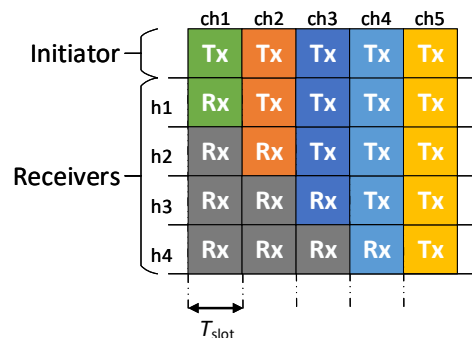 ch1 ch2 ch3 ch4 ch5
Initiator Tx Tx Tx Tx Tx
h1 Rx Tx Tx Tx Tx
h2 Rx Rx Tx Tx Tx
Receivers
h3 Rx Rx Rx Tx Tx
h4 Rx Rx Rx Rx Tx
Tslot